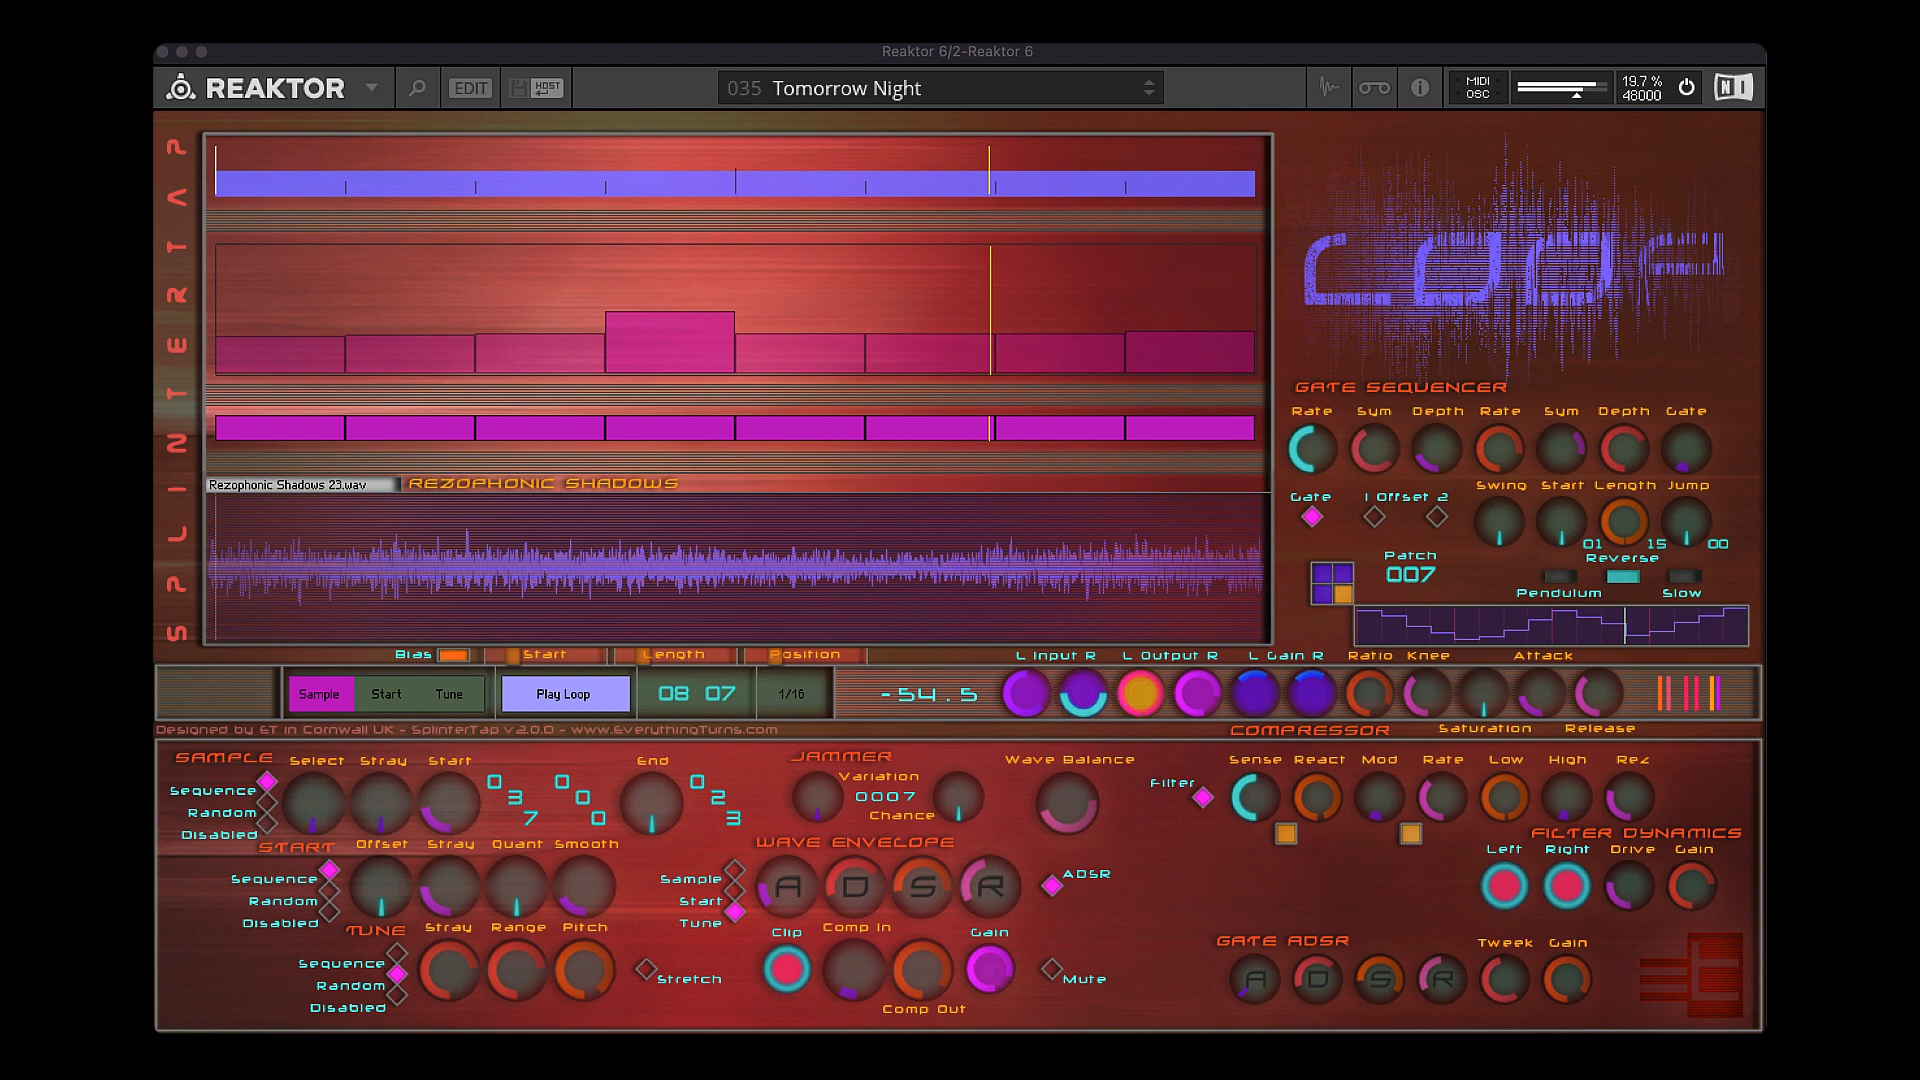 Reaktor 6/2-Reaktor 6
REAKTOR EDIT HOST 035 Tomorrow Night MIDI OSC 19.7 % 48000 NI
SPLINTERTAP
LOOP
GATE SEQUENCER
Rate Sym Depth Rate Sym Depth Gate
Swing Start Length Jump
Gate 1 Offset 2
01 15 00
Reverse
Patch
007
Pendulum Slow
Rezophonic Shadows 23.wav REZOPHONIC SHADOWS
Bias Start Length Position L Input R L Output R L Gain R Ratio Knee Attack
Sample Start Tune Play Loop 08 07 1/16 -54.5
Designed by ET in Cornwall UK - SplinterTap v2.0.0 - www.EverythingTurns.com
COMPRESSOR Saturation Release
SAMPLE Select Stray Start End
Sequence
Random
Disabled
037 000 023
JAMMER
Variation
0007
Chance
Wave Balance
Filter
Sense React Mod Rate Low High Rez
START Offset Stray Quant Smooth
Sequence
Random
Disabled
WAVE ENVELOPE
Sample
Start
Tune
A D S R
ADSR
FILTER DYNAMICS
Left Right Drive Gain
TUNE Stray Range Pitch
Sequence
Random
Disabled
Stretch
Clip Comp In Gain
Comp Out
Mute
GATE ADSR
A D S R
Tweek Gain